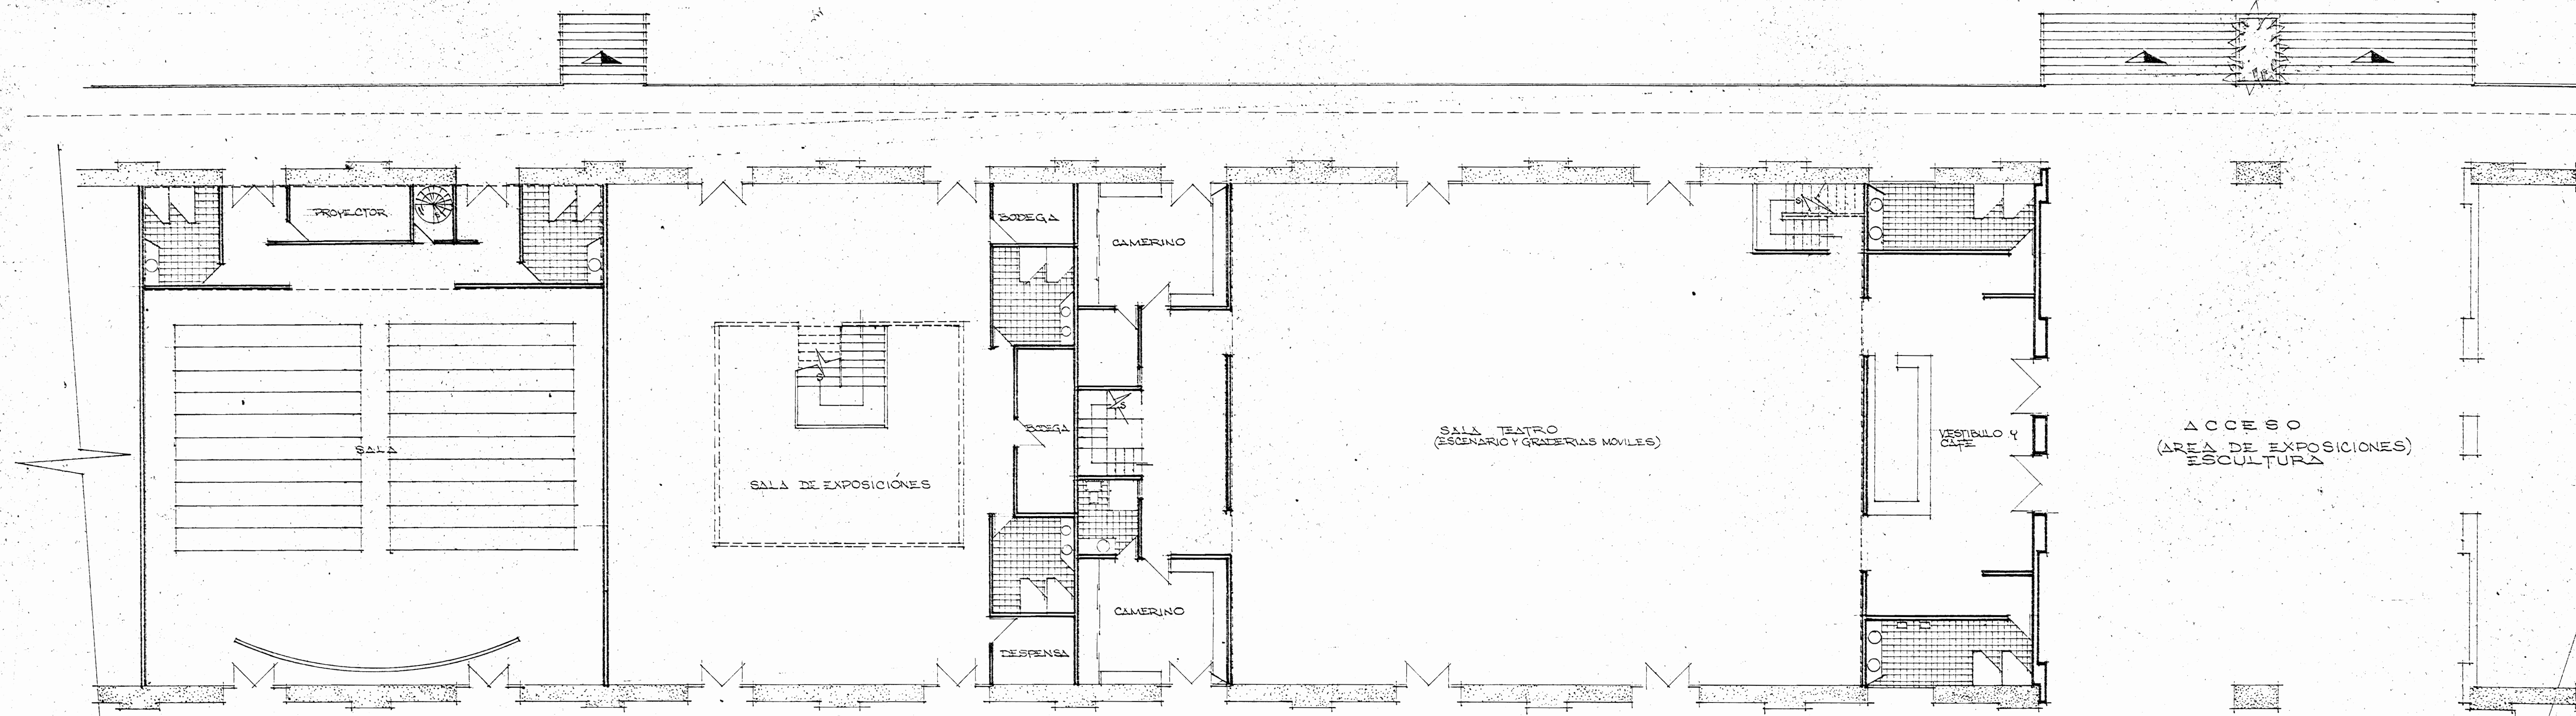 PROYECTOR
BODEGA
CAMERINO
SALA
SALA DE EXPOSICIÓNES
BODEGA
S
S
S
SALA TEATRO
(ESCENARIO Y GRADERIAS MOVILES)
VESTIBULO Y
CAFE
ACCESO
(AREA DE EXPOSICIONES)
ESCULTURA
CAMERINO
DESPENSA